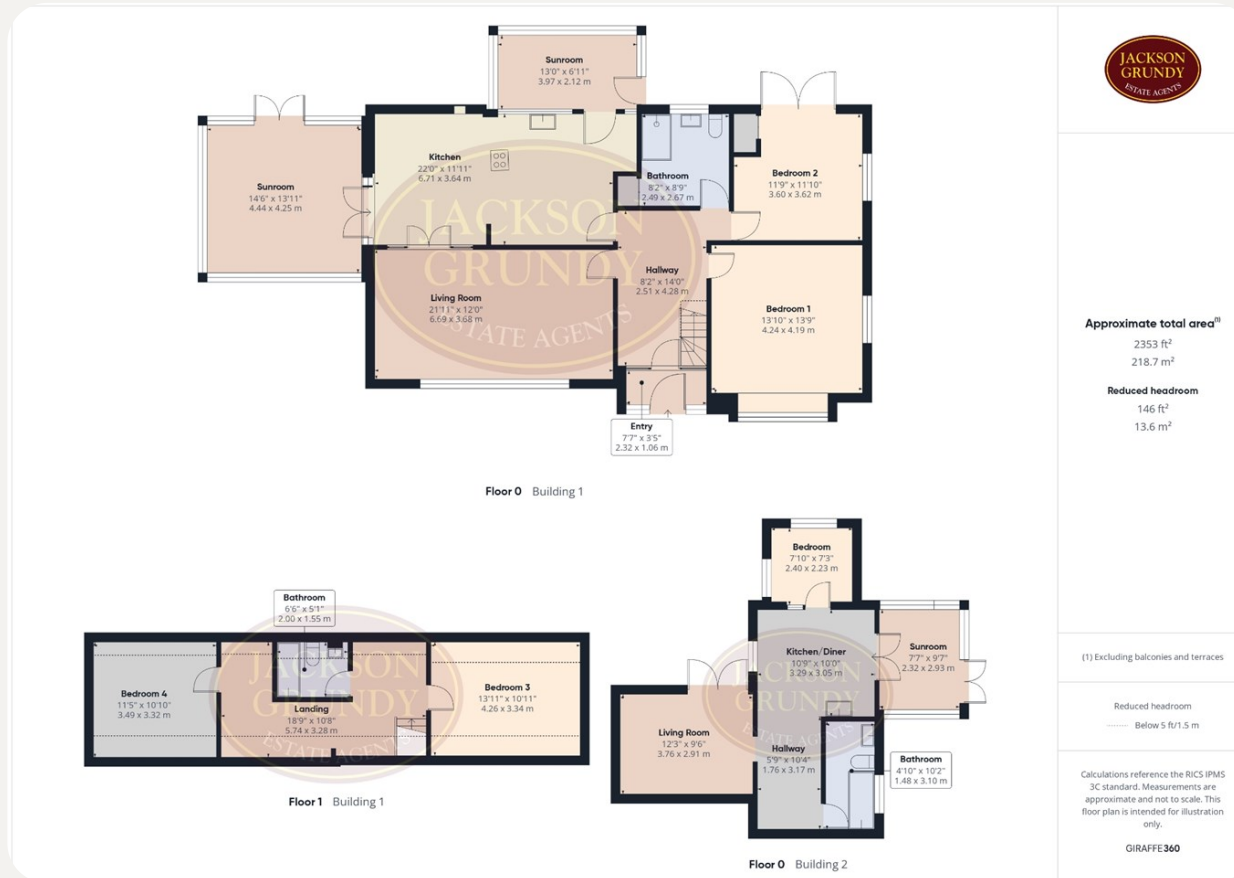 Sunroom
13'0" x 6'11"
3.97 x 2.12 m
Sunroom
14'6" x 13'11"
4.44 x 4.25 m
Kitchen
22'0" x 11'11"
6.71 x 3.64 m
Bathroom
8'2" x 8'9"
2.49 x 2.67 m
Bedroom 2
11'9" x 11'10"
3.60 x 3.62 m
Living Room
21'11" x 12'0"
6.69 x 3.68 m
Hallway
8'2" x 14'0"
2.51 x 4.28 m
Bedroom 1
13'10" x 13'9"
4.24 x 4.19 m
Entry
7'7" x 3'5"
2.32 x 1.06 m
JACKSON
GRUNDY
ESTATE AGENTS
Floor 0 Building 1
Bathroom
6'6" x 5'1"
2.00 x 1.55 m
Bedroom 4
11'5" x 10'10"
3.49 x 3.32 m
Landing
18'9" x 10'8"
5.74 x 3.28 m
Bedroom 3
13'11" x 10'11"
4.26 x 3.34 m
JACKSON
GRUNDY
ESTATE AGENTS
Floor 1 Building 1
Bedroom
7'10" x 7'3"
2.40 x 2.23 m
Kitchen/Diner
10'9" x 10'0"
3.29 x 3.05 m
Sunroom
7'7" x 9'7"
2.32 x 2.93 m
Living Room
12'3" x 9'6"
3.76 x 2.91 m
Hallway
5'9" x 10'4"
1.76 x 3.17 m
Bathroom
4'10" x 10'2"
1.48 x 3.10 m
JACKSON
GRUNDY
ESTATE AGENTS
Floor 0 Building 2
JACKSON
GRUNDY
ESTATE AGENTS
Approximate total area(1)
2353 ft²
218.7 m²
Reduced headroom
146 ft²
13.6 m²
(1) Excluding balconies and terraces
Reduced headroom
Below 5 ft/1.5 m
Calculations reference the RICS IPMS
3C standard. Measurements are
approximate and not to scale. This
floor plan is intended for illustration
only.
GIRAFFE360